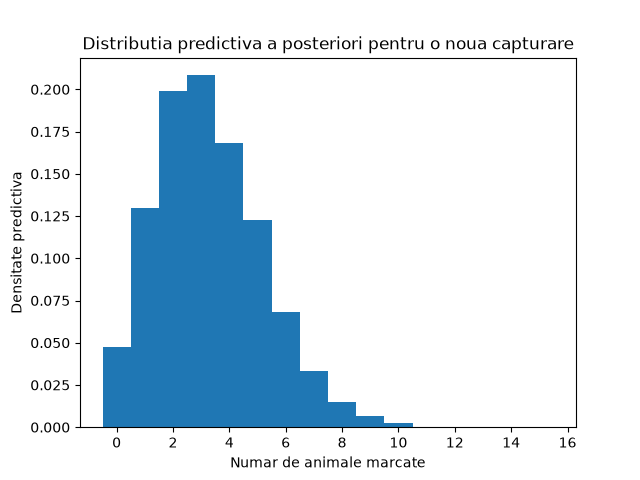 Distributia predictiva a posteriori pentru o noua capturare
Densitate predictiva
0.200
0.175
0.150
0.125
0.100
0.075
0.050
0.025
0.000
0 2 4 6 8 10 12 14 16
Numar de animale marcate